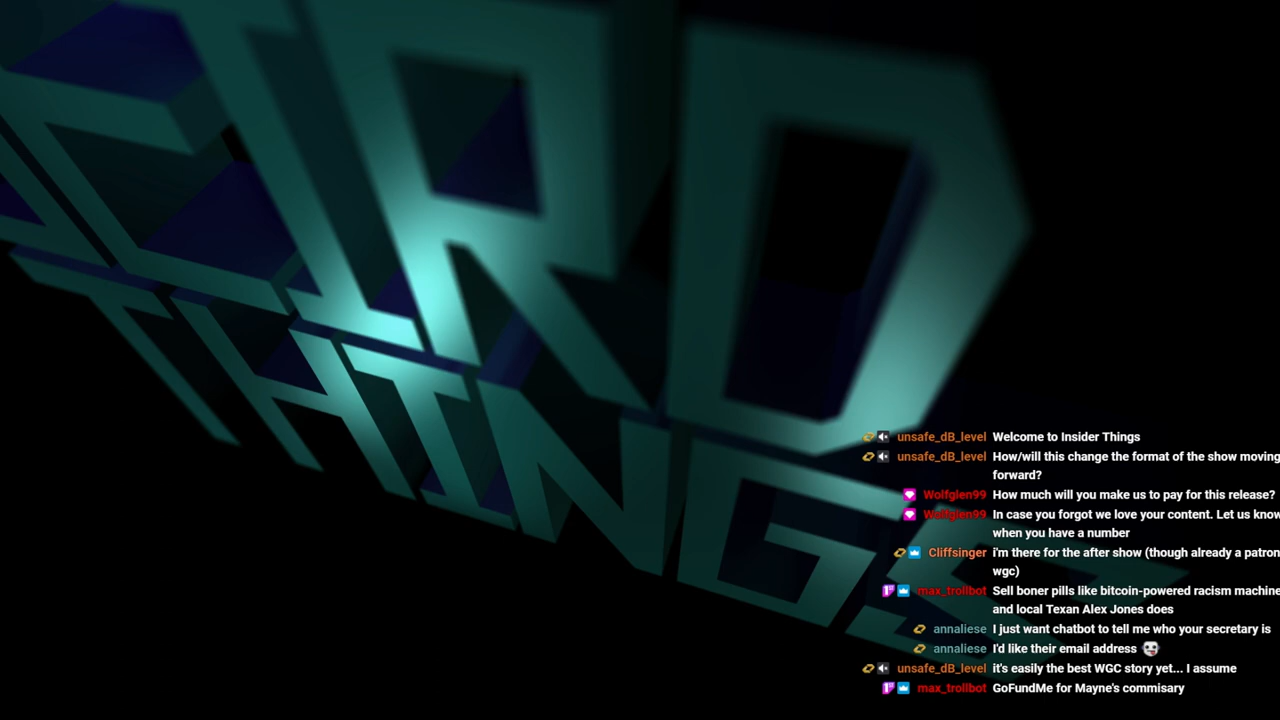 WEIRD
THINGS
unsafe_dB_level Welcome to Insider Things
unsafe_dB_level How/will this change the format of the show moving
forward?
Wolfglen99 How much will you make us to pay for this release?
Wolfglen99 In case you forgot we love your content. Let us know
when you have a number
Cliffsinger i'm there for the after show (though already a patron
wgc)
max_trollbot Sell boner pills like bitcoin-powered racism machine
and local Texan Alex Jones does
annaliese I just want chatbot to tell me who your secretary is
annaliese I'd like their email address
unsafe_dB_level it's easily the best WGC story yet... I assume
max_trollbot GoFundMe for Mayne's commisary